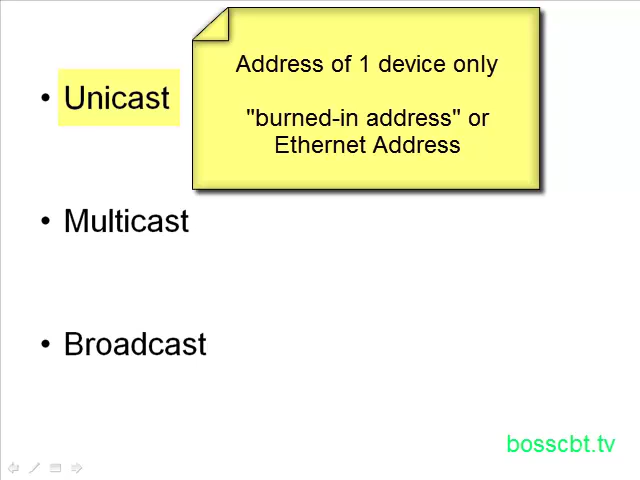 Address of 1 device only
"burned-in address" or
Ethernet Address
• Unicast
• Multicast
• Broadcast
bosscbt.tv